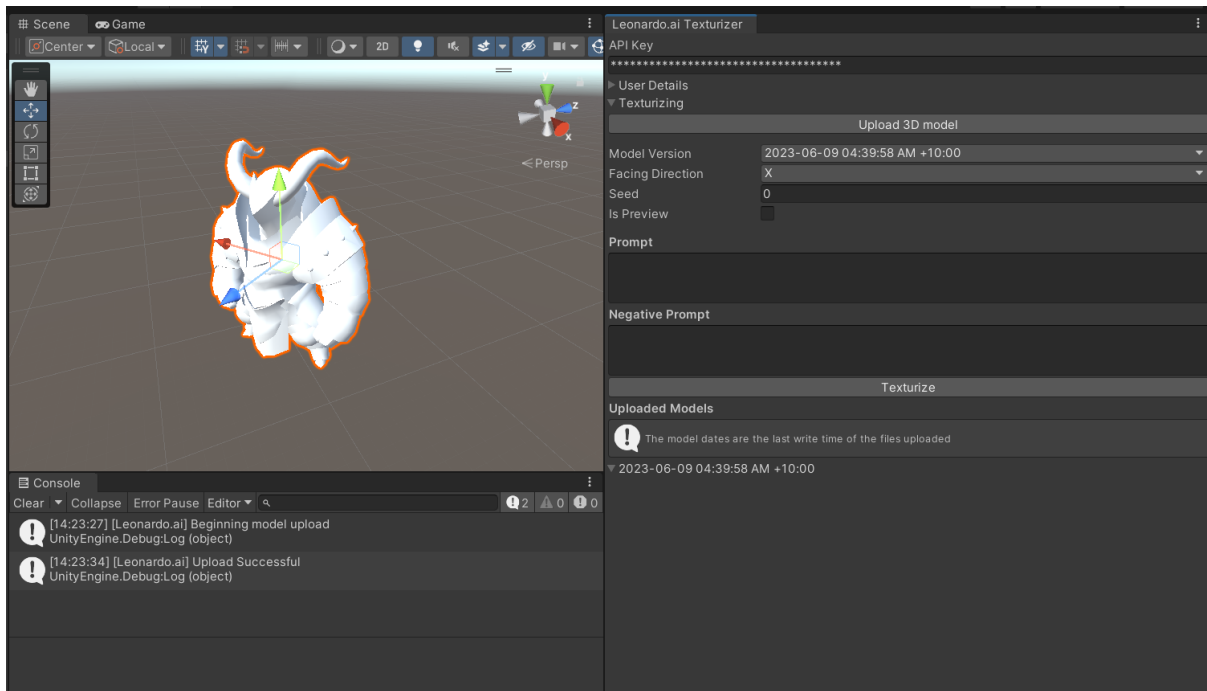 Scene Game
Center Local 2D
y
z
x
Persp
Console
Clear Collapse Error Pause Editor 2 0 0
[14:23:27] [Leonardo.ai] Beginning model upload
UnityEngine.Debug:Log (object)
[14:23:34] [Leonardo.ai] Upload Successful
UnityEngine.Debug:Log (object)
Leonardo.ai Texturizer
API Key
************************************
User Details
Texturizing
Upload 3D model
Model Version 2023-06-09 04:39:58 AM +10:00
Facing Direction X
Seed 0
Is Preview
Prompt
Negative Prompt
Texturize
Uploaded Models
The model dates are the last write time of the files uploaded
2023-06-09 04:39:58 AM +10:00